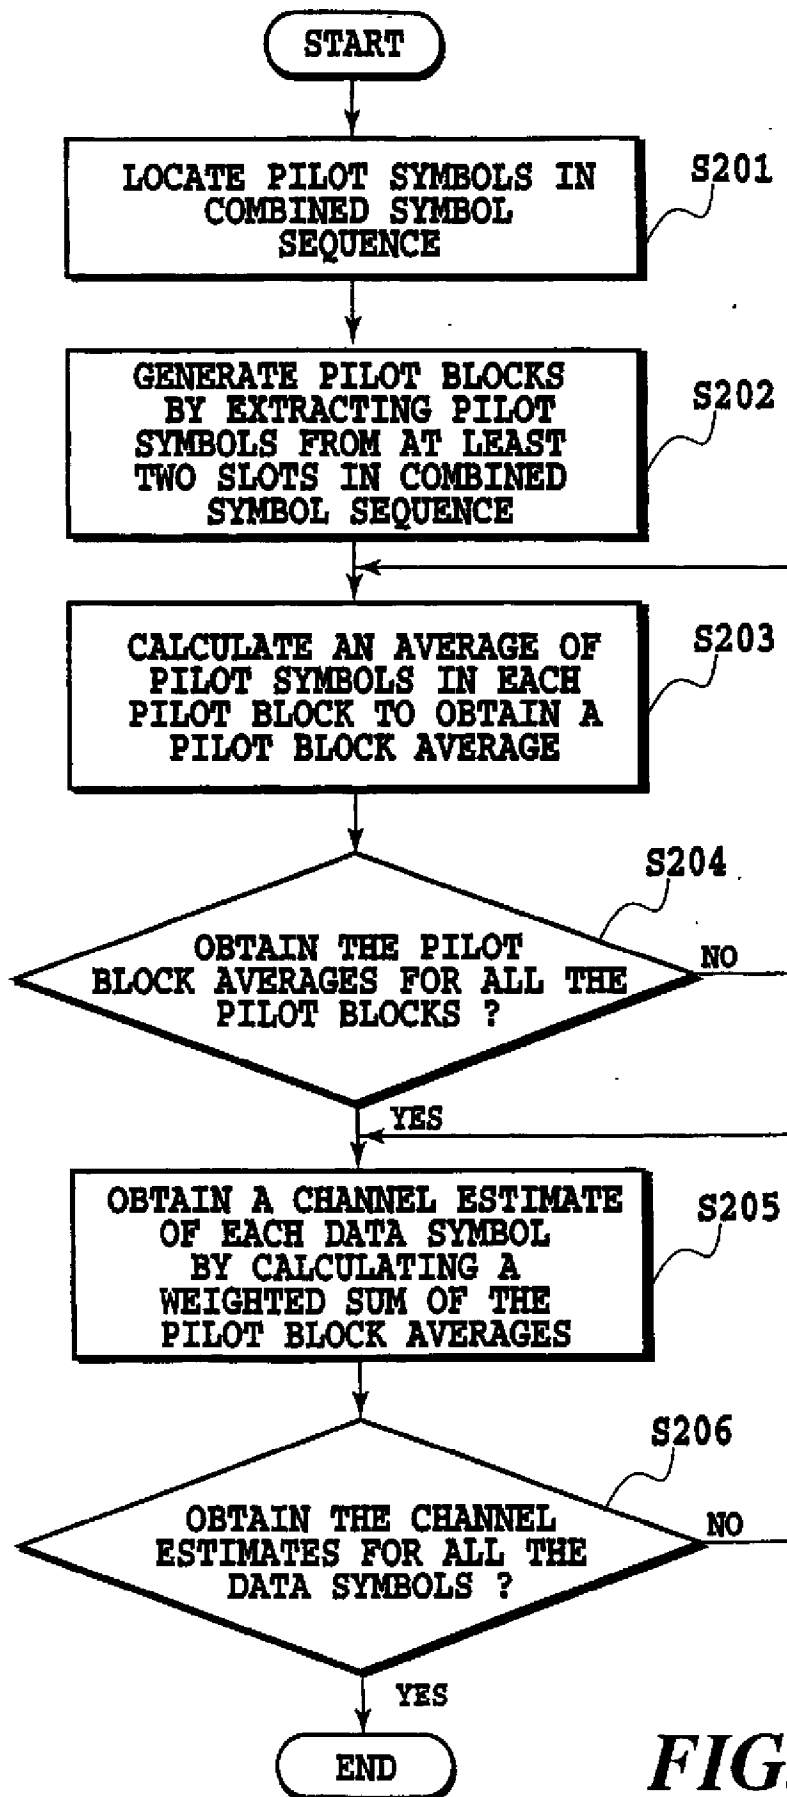 START
LOCATE PILOT SYMBOLS IN
COMBINED SYMBOL
SEQUENCE
S201
GENERATE PILOT BLOCKS
BY EXTRACTING PILOT
SYMBOLS FROM AT LEAST
TWO SLOTS IN COMBINED
SYMBOL SEQUENCE
S202
CALCULATE AN AVERAGE OF
PILOT SYMBOLS IN EACH
PILOT BLOCK TO OBTAIN A
PILOT BLOCK AVERAGE
S203
S204
OBTAIN THE PILOT
BLOCK AVERAGES FOR ALL THE
PILOT BLOCKS ?
NO
YES
OBTAIN A CHANNEL ESTIMATE
OF EACH DATA SYMBOL
BY CALCULATING A
WEIGHTED SUM OF THE
PILOT BLOCK AVERAGES
S205
S206
OBTAIN THE CHANNEL
ESTIMATES FOR ALL THE
DATA SYMBOLS ?
NO
YES
END
FIG.